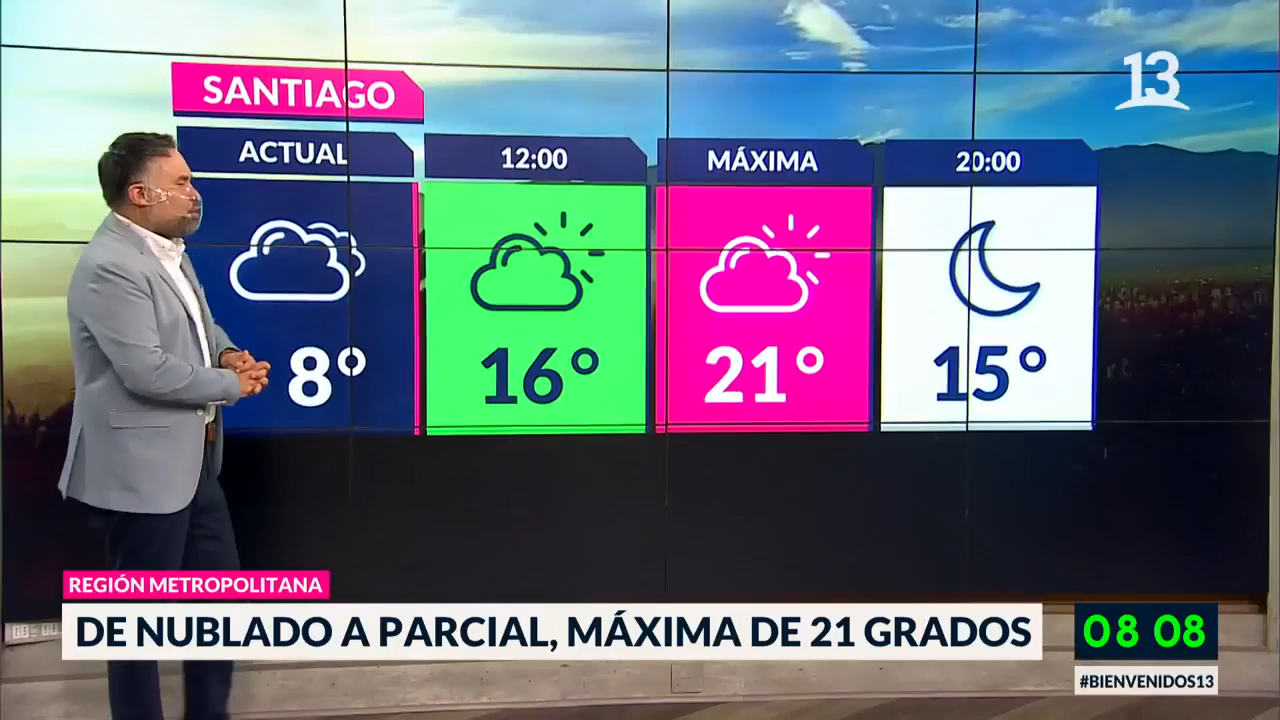 13
SANTIAGO
ACTUAL
12:00
MÁXIMA
20:00
8°
16°
21°
15°
REGIÓN METROPOLITANA
DE NUBLADO A PARCIAL, MÁXIMA DE 21 GRADOS
08 08
#BIENVENIDOS13